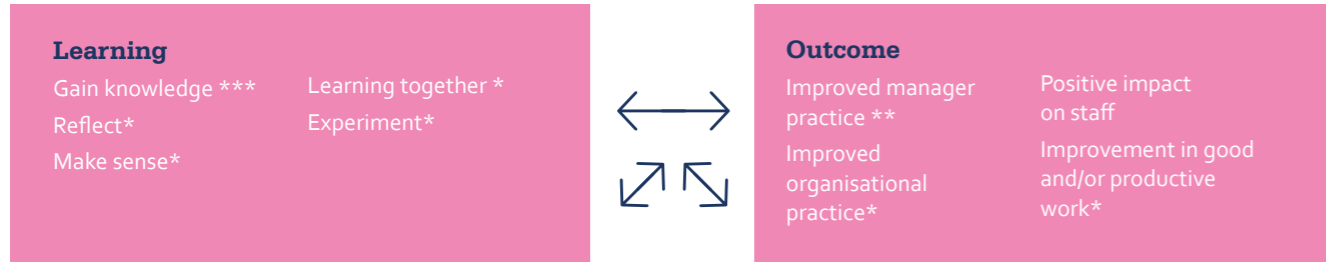 Learning
Gain knowledge ***
Reflect*
Make sense*
Learning together *
Experiment*
Outcome
Improved manager
practice **
Improved
organisational
practice*
Positive impact
on staff
Improvement in good
and/or productive
work*